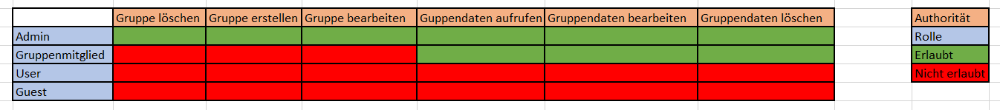 Gruppe löschen Gruppe erstellen Gruppe bearbeiten Guppendaten aufrufen Gruppendaten bearbeiten Gruppendaten löschen Authorität
Admin Rolle
Gruppenmitglied Erlaubt
User Nicht erlaubt
Guest